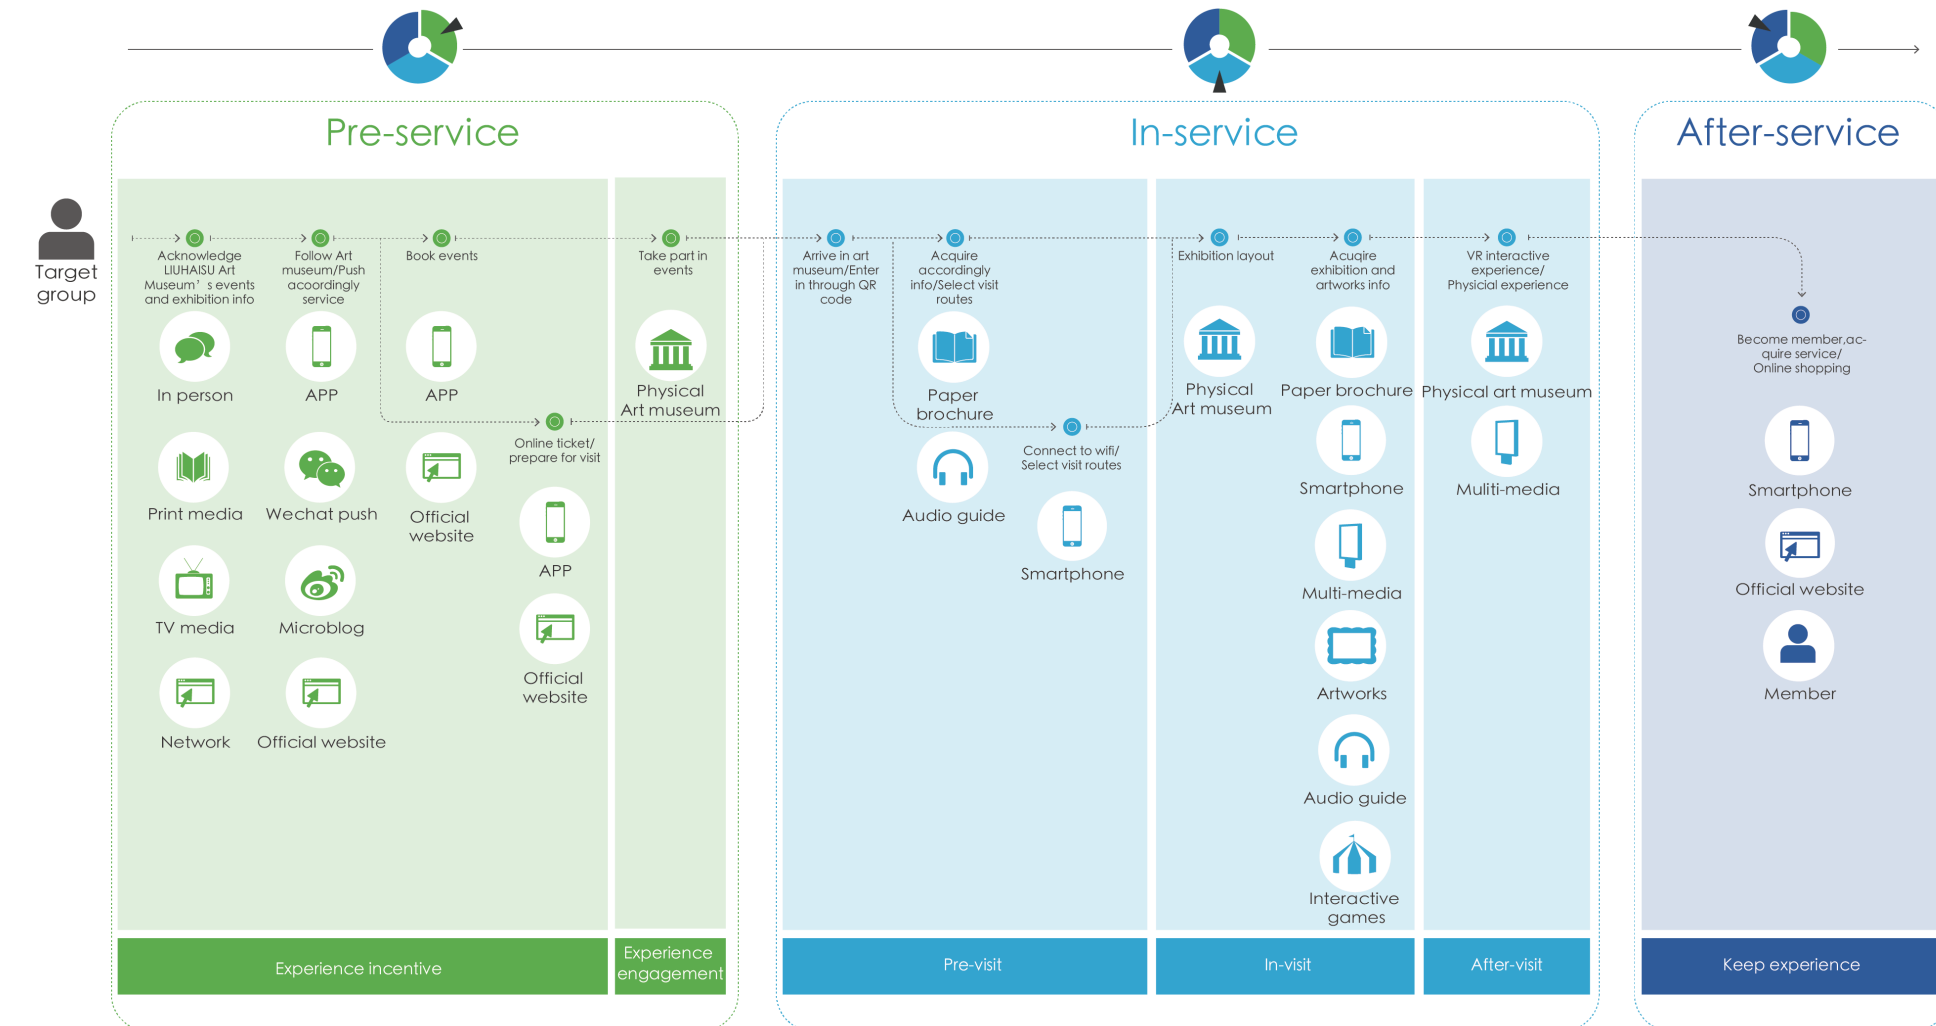 Pre-service
In-service
After-service
Target
group
Acknowledge
LIUHAISU Art
Museum’s events
and exhibition info
Follow Art
museum/Push
acoordingly
service
Book events
Take part in
events
Arrive in art
museum/Enter
in through QR
code
Acquire
accordingly
info/Select visit
routes
Exhibition layout
Acuqire
exhibition and
artworks info
VR interactive
experience/
Physicial experience
Become member,ac-
quire service/
Online shopping
In person
APP
APP
Physical
Art museum
Paper
brochure
Physical
Art museum
Paper brochure
Physical art museum
Online ticket/
prepare for visit
Connect to wifi/
Select visit routes
Print media
Wechat push
Official
website
APP
Audio guide
Smartphone
Smartphone
Muliti-media
Smartphone
TV media
Microblog
Official
website
Multi-media
Official website
Network
Official website
Artworks
Member
Audio guide
Interactive
games
Experience incentive
Experience
engagement
Pre-visit
In-visit
After-visit
Keep experience